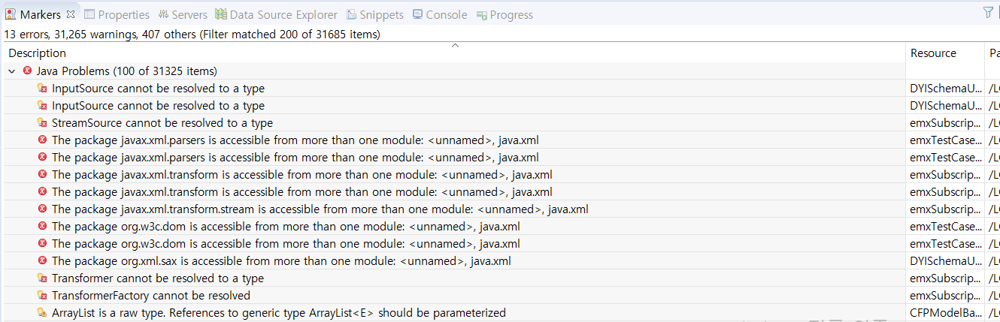 Markers Properties Servers Data Source Explorer Snippets Console Progress
13 errors, 31,265 warnings, 407 others (Filter matched 200 of 31685 items)
Description Resource Pa
Java Problems (100 of 31325 items)
InputSource cannot be resolved to a type DYISchemaU... /L
InputSource cannot be resolved to a type DYISchemaU... /L
StreamSource cannot be resolved to a type emxSubscrip... /L
The package javax.xml.parsers is accessible from more than one module: <unnamed>, java.xml emxTestCase... /L
The package javax.xml.parsers is accessible from more than one module: <unnamed>, java.xml emxTestCase... /L
The package javax.xml.transform is accessible from more than one module: <unnamed>, java.xml emxSubscrip... /L
The package javax.xml.transform is accessible from more than one module: <unnamed>, java.xml emxSubscrip... /L
The package javax.xml.transform.stream is accessible from more than one module: <unnamed>, java.xml emxSubscrip... /L
The package org.w3c.dom is accessible from more than one module: <unnamed>, java.xml emxTestCase... /L
The package org.w3c.dom is accessible from more than one module: <unnamed>, java.xml emxTestCase... /L
The package org.xml.sax is accessible from more than one module: <unnamed>, java.xml DYISchemaU... /L
Transformer cannot be resolved to a type emxSubscrip... /L
TransformerFactory cannot be resolved emxSubscrip... /L
ArrayList is a raw type. References to generic type ArrayList<E> should be parameterized CFPModelBa... /L